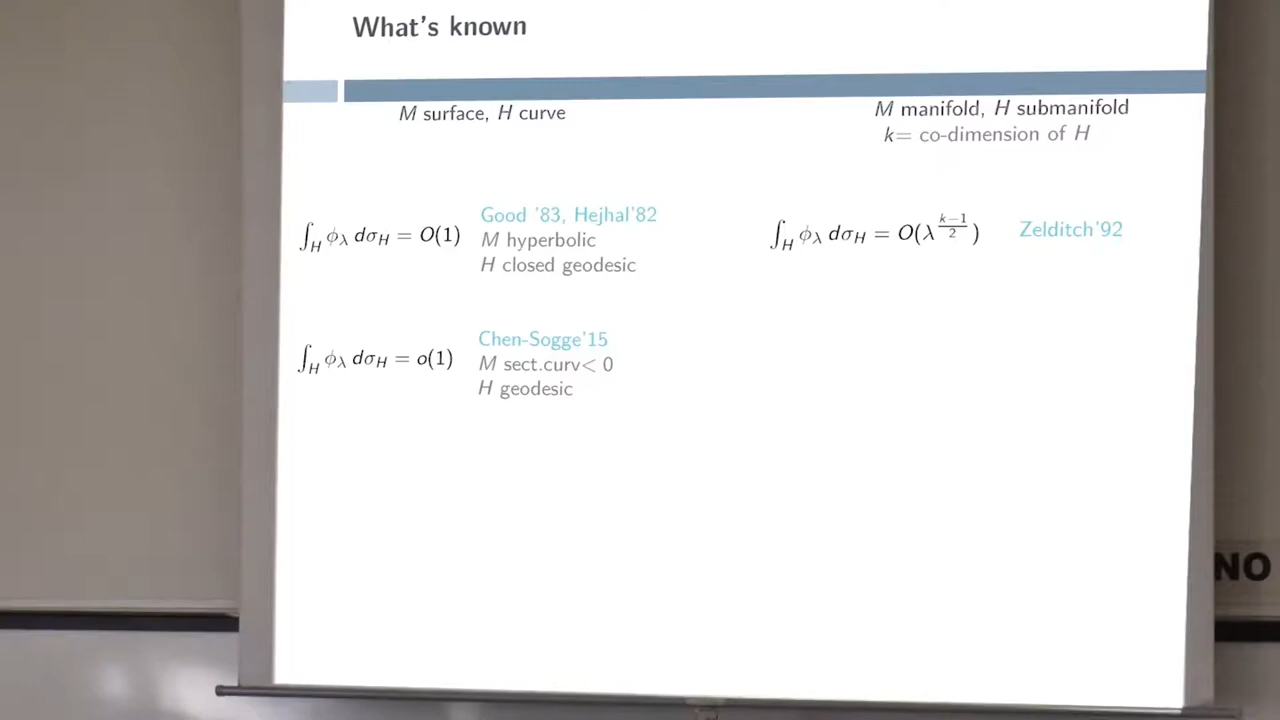 What's known
M surface, H curve
M manifold, H submanifold
k= co-dimension of H
∫_H φ_λ dσ_H = O(1)
Good '83, Hejhal'82
M hyperbolic
H closed geodesic
∫_H φ_λ dσ_H = O(λ^{\frac{k-1}{2}})
Zelditch'92
∫_H φ_λ dσ_H = o(1)
Chen-Sogge'15
M sect.curv< 0
H geodesic
NO